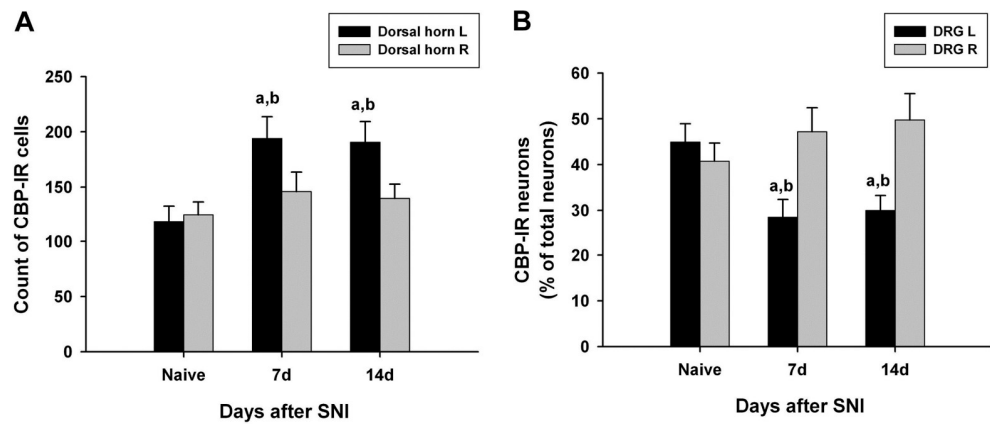 A
Dorsal horn L
Dorsal horn R
Count of CBP-IR cells
250
200
150
100
50
0
a,b
a,b
Naive
7d
14d
Days after SNI
B
DRG L
DRG R
CBP-IR neurons
(% of total neurons)
60
50
40
30
20
10
0
a,b
a,b
Naive
7d
14d
Days after SNI